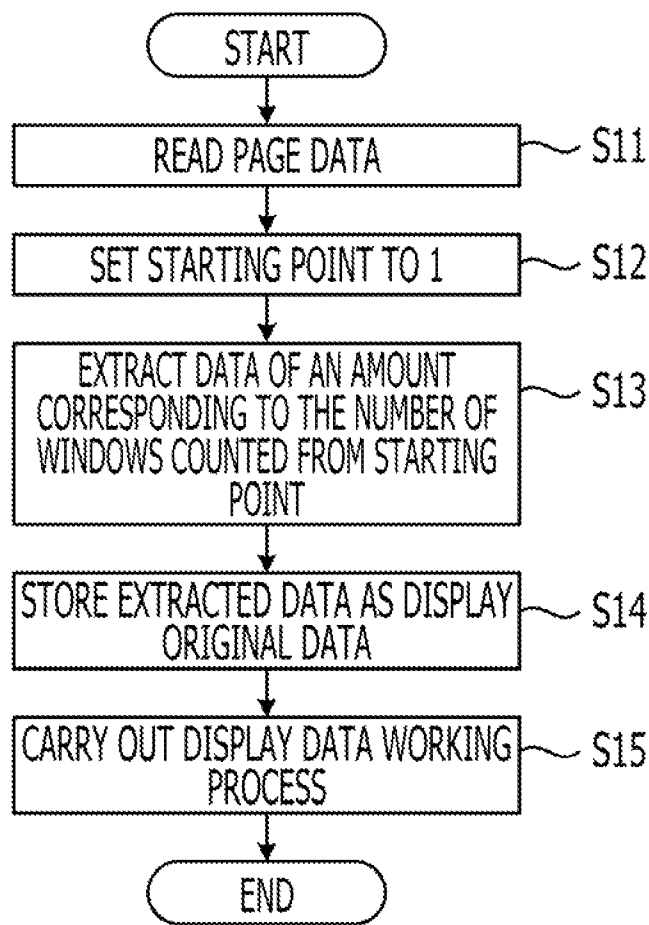 START
READ PAGE DATA
S11
SET STARTING POINT TO 1
S12
EXTRACT DATA OF AN AMOUNT
CORRESPONDING TO THE NUMBER OF
WINDOWS COUNTED FROM STARTING
POINT
S13
STORE EXTRACTED DATA AS DISPLAY
ORIGINAL DATA
S14
CARRY OUT DISPLAY DATA WORKING
PROCESS
S15
END